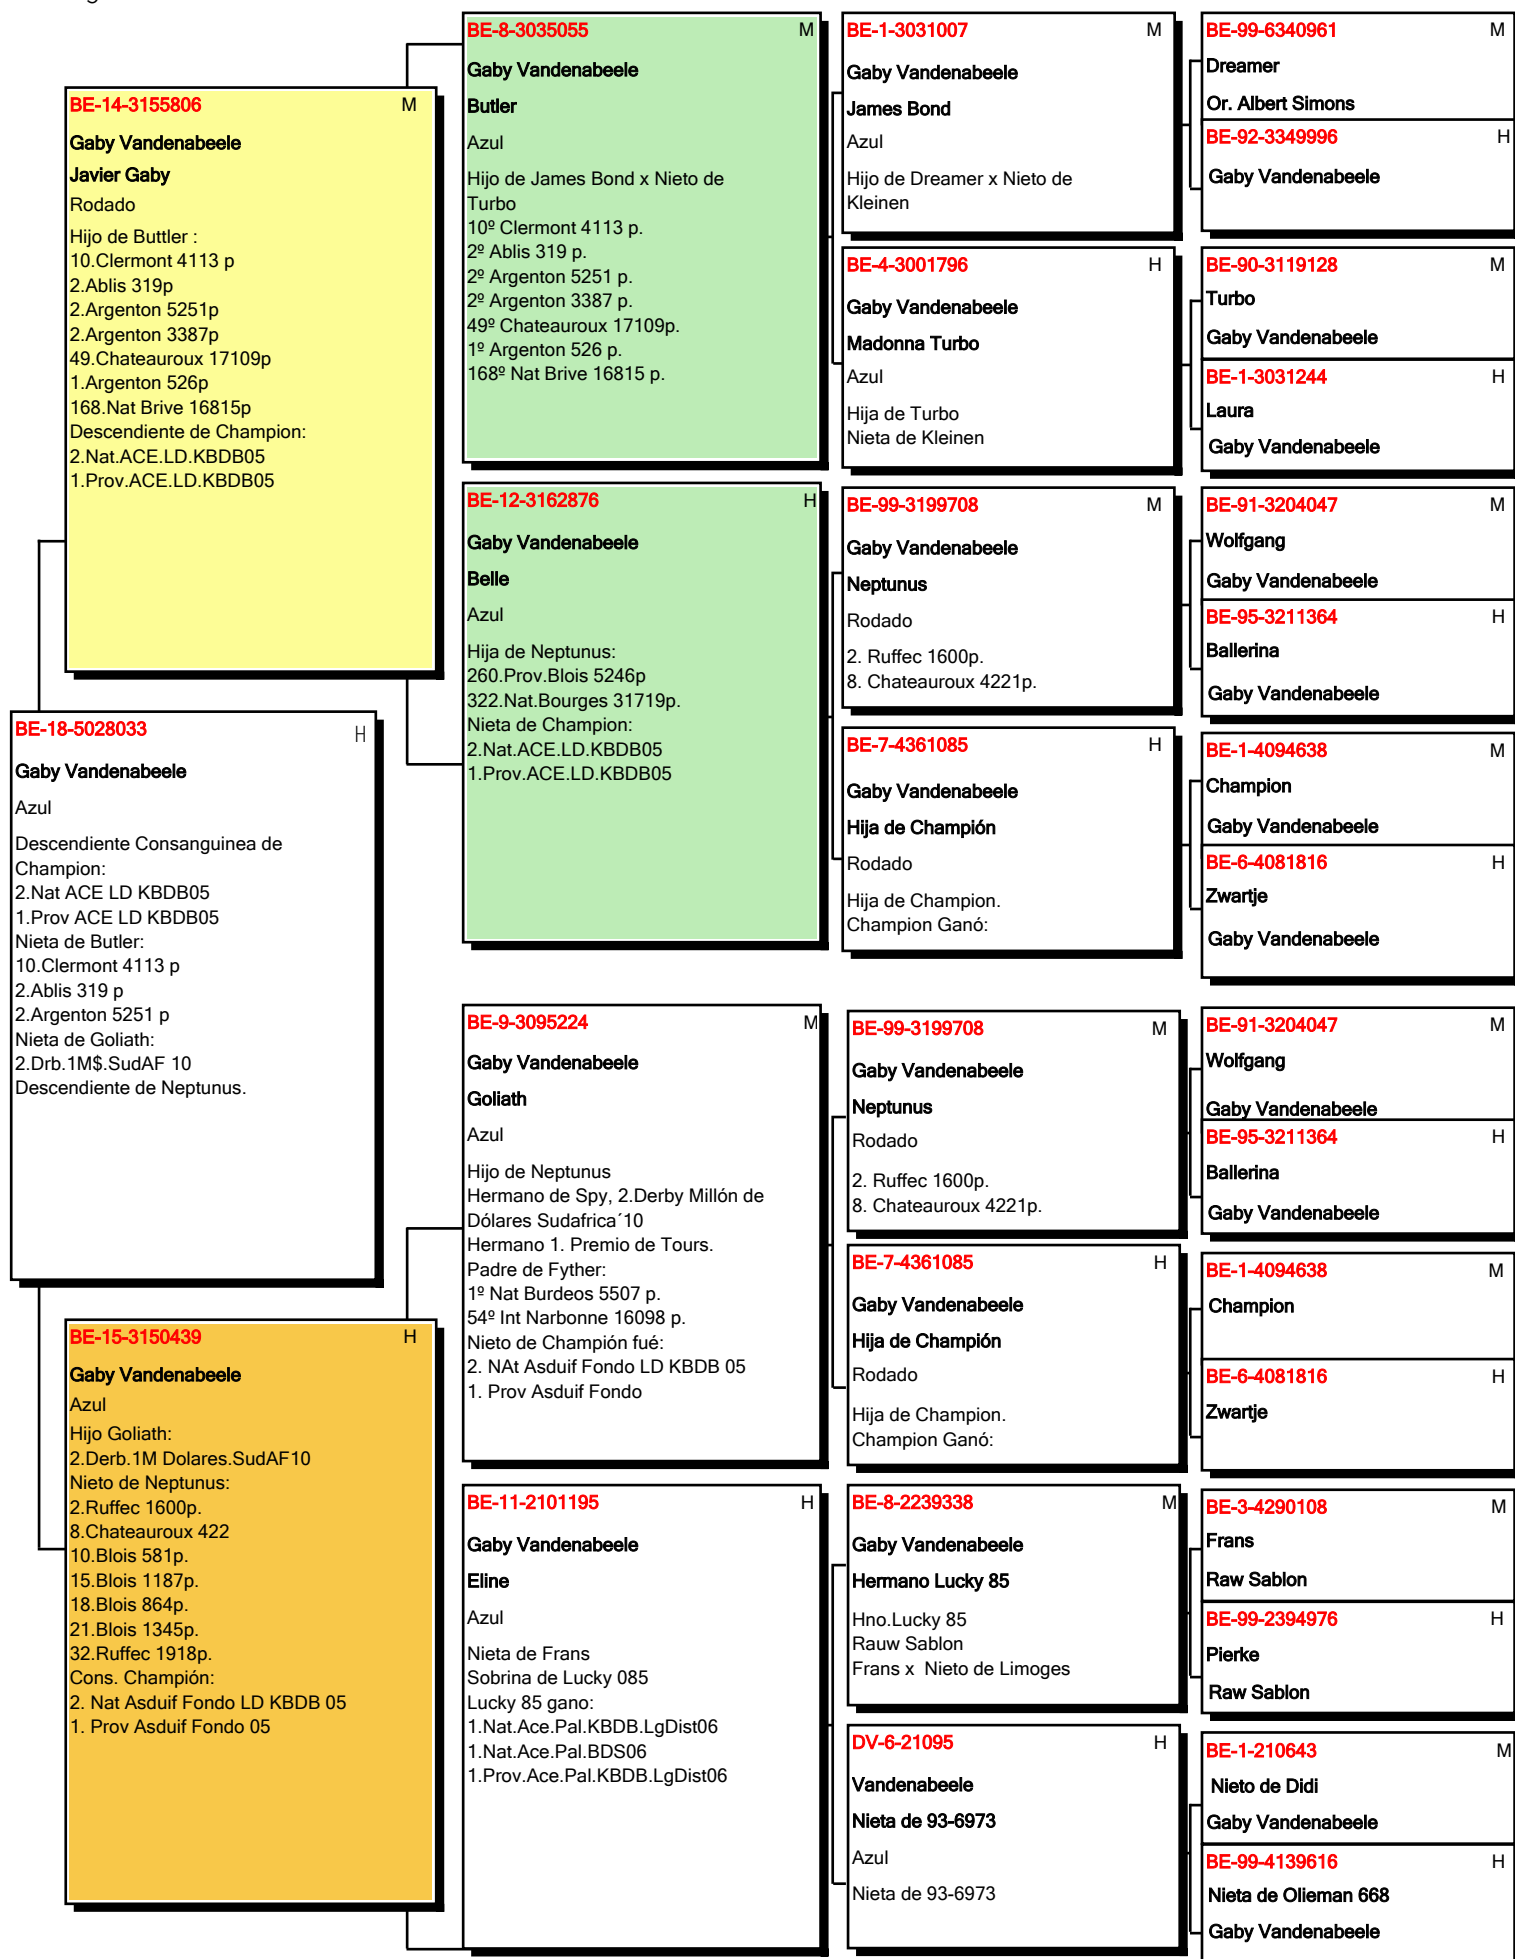 BE-18-5028033 H
Gaby Vandenabeele
Azul
Descendiente Consanguinea de
Champion:
2.Nat ACE LD KBDB05
1.Prov ACE LD KBDB05
Nieta de Butler:
10.Clermont 4113 p
2.Ablis 319 p
2.Argenton 5251 p
Nieta de Goliath:
2.Drb.1M$.SudAF 10
Descendiente de Neptunus.
BE-14-3155806 M
Gaby Vandenabeele
Javier Gaby
Rodado
Hijo de Buttler :
10.Clermont 4113 p
2.Ablis 319p
2.Argenton 5251p
2.Argenton 3387p
49.Chateauroux 17109p
1.Argenton 526p
168.Nat Brive 16815p
Descendiente de Champion:
2.Nat.ACE.LD.KBDB05
1.Prov.ACE.LD.KBDB05
BE-15-3150439 H
Gaby Vandenabeele
Azul
Hijo Goliath:
2.Derb.1M Dolares.SudAF10
Nieto de Neptunus:
2.Ruffec 1600p.
8.Chateauroux 422
10.Blois 581p.
15.Blois 1187p.
18.Blois 864p.
21.Blois 1345p.
32.Ruffec 1918p.
Cons. Champión:
2. Nat Asduif Fondo LD KBDB 05
1. Prov Asduif Fondo 05
BE-8-3035055 M
Gaby Vandenabeele
Butler
Azul
Hijo de James Bond x Nieto de
Turbo
10º Clermont 4113 p.
2º Ablis 319 p.
2º Argenton 5251 p.
2º Argenton 3387 p.
49º Chateauroux 17109p.
1º Argenton 526 p.
168º Nat Brive 16815 p.
BE-12-3162876 H
Gaby Vandenabeele
Belle
Azul
Hija de Neptunus:
260.Prov.Blois 5246p
322.Nat.Bourges 31719p.
Nieta de Champion:
2.Nat.ACE.LD.KBDB05
1.Prov.ACE.LD.KBDB05
BE-9-3095224 M
Gaby Vandenabeele
Goliath
Azul
Hijo de Neptunus
Hermano de Spy, 2.Derby Millón de
Dólares Sudafrica´10
Hermano 1. Premio de Tours.
Padre de Fyther:
1º Nat Burdeos 5507 p.
54º Int Narbonne 16098 p.
Nieto de Champión fué:
2. NAt Asduif Fondo LD KBDB 05
1. Prov Asduif Fondo
BE-11-2101195 H
Gaby Vandenabeele
Eline
Azul
Nieta de Frans
Sobrina de Lucky 085
Lucky 85 gano:
1.Nat.Ace.Pal.KBDB.LgDist06
1.Nat.Ace.Pal.BDS06
1.Prov.Ace.Pal.KBDB.LgDist06
BE-1-3031007 M
Gaby Vandenabeele
James Bond
Azul
Hijo de Dreamer x Nieto de
Kleinen
BE-4-3001796 H
Gaby Vandenabeele
Madonna Turbo
Azul
Hija de Turbo
Nieta de Kleinen
BE-99-3199708 M
Gaby Vandenabeele
Neptunus
Rodado
2. Ruffec 1600p.
8. Chateauroux 4221p.
BE-7-4361085 H
Gaby Vandenabeele
Hija de Champión
Rodado
Hija de Champion.
Champion Ganó:
BE-99-3199708 M
Gaby Vandenabeele
Neptunus
Rodado
2. Ruffec 1600p.
8. Chateauroux 4221p.
BE-7-4361085 H
Gaby Vandenabeele
Hija de Champión
Rodado
Hija de Champion.
Champion Ganó:
BE-8-2239338 M
Gaby Vandenabeele
Hermano Lucky 85
Hno.Lucky 85
Rauw Sablon
Frans x Nieto de Limoges
DV-6-21095 H
Vandenabeele
Nieta de 93-6973
Azul
Nieta de 93-6973
BE-99-6340961 M
Dreamer
Or. Albert Simons
BE-92-3349996 H
Gaby Vandenabeele
BE-90-3119128 M
Turbo
Gaby Vandenabeele
BE-1-3031244 H
Laura
Gaby Vandenabeele
BE-91-3204047 M
Wolfgang
Gaby Vandenabeele
BE-95-3211364 H
Ballerina
Gaby Vandenabeele
BE-1-4094638 M
Champion
Gaby Vandenabeele
BE-6-4081816 H
Zwartje
Gaby Vandenabeele
BE-91-3204047 M
Wolfgang
Gaby Vandenabeele
BE-95-3211364 H
Ballerina
Gaby Vandenabeele
BE-1-4094638 M
Champion
BE-6-4081816 H
Zwartje
BE-3-4290108 M
Frans
Raw Sablon
BE-99-2394976 H
Pierke
Raw Sablon
BE-1-210643 M
Nieto de Didi
Gaby Vandenabeele
BE-99-4139616 H
Nieta de Olieman 668
Gaby Vandenabeele